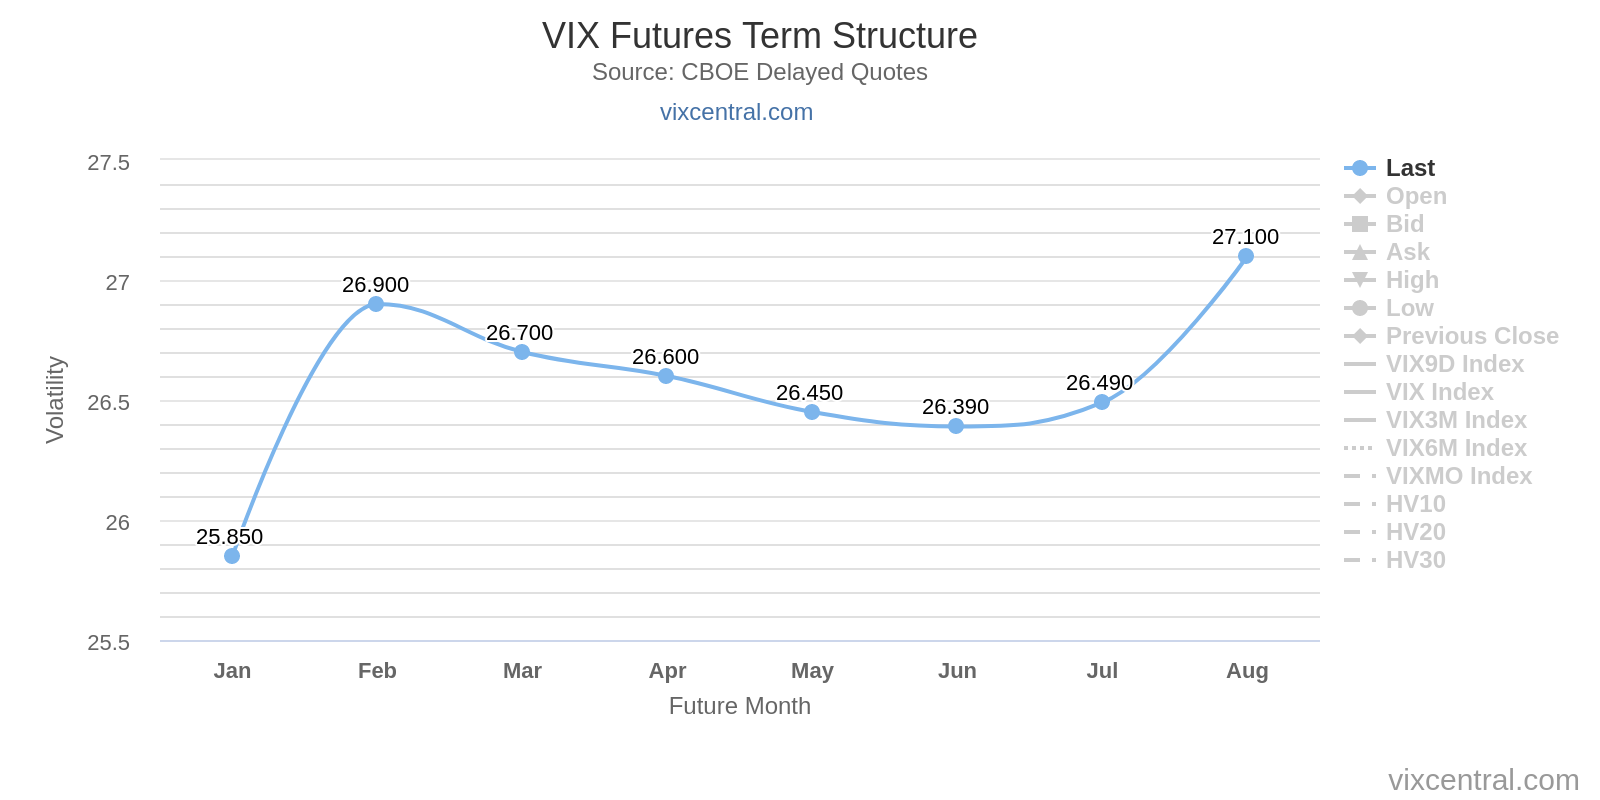 VIX Futures Term Structure
Source: CBOE Delayed Quotes
vixcentral.com
27.5
27
26.5
26
25.5
Volatility
25.850
26.900
26.700
26.600
26.450
26.390
26.490
27.100
Jan
Feb
Mar
Apr
May
Jun
Jul
Aug
Future Month
Last
Open
Bid
Ask
High
Low
Previous Close
VIX9D Index
VIX Index
VIX3M Index
VIX6M Index
VIXMO Index
HV10
HV20
HV30
vixcentral.com